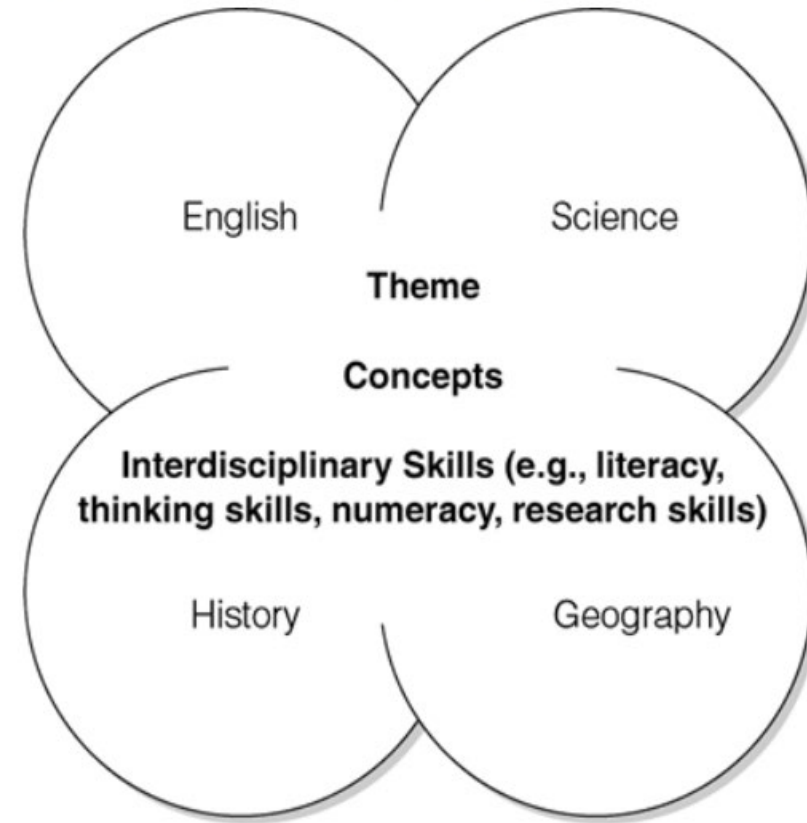 English
Science
Theme
Concepts
Interdisciplinary Skills (e.g., literacy,
thinking skills, numeracy, research skills)
History
Geography